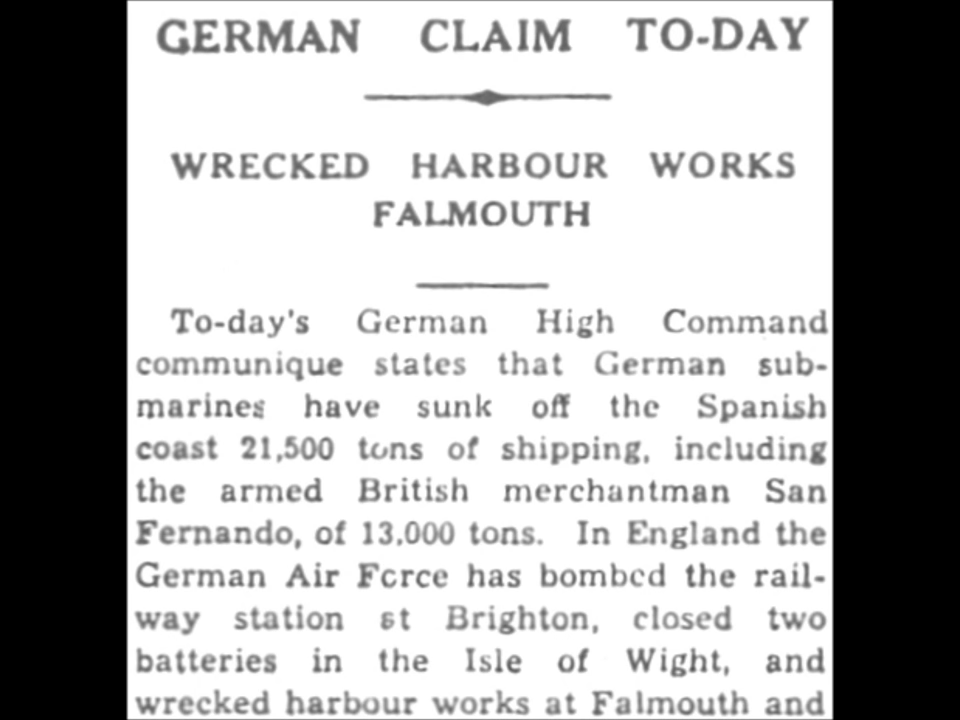 GERMAN CLAIM TO-DAY
WRECKED HARBOUR WORKS
FALMOUTH
To-day's German High Command
communique states that German sub-
marines have sunk off the Spanish
coast 21,500 tons of shipping, including
the armed British merchantman San
Fernando, of 13,000 tons. In England the
German Air Force has bombed the rail-
way station at Brighton, closed two
batteries in the Isle of Wight, and
wrecked harbour works at Falmouth and